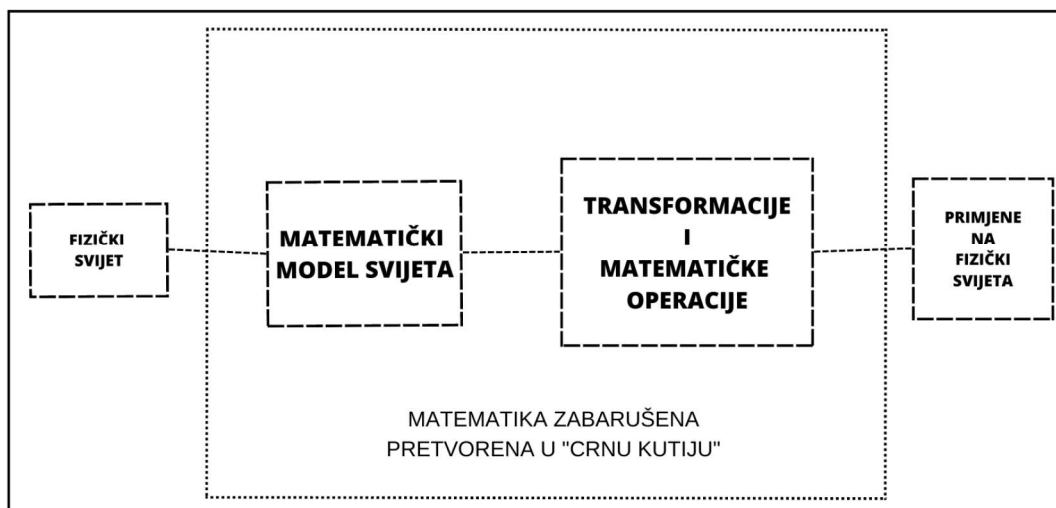 FIZIČKI
SVIJET
MATEMATIČKI
MODEL SVIJETA
TRANSFORMACIJE
I
MATEMATIČKE
OPERACIJE
PRIMJENE
NA
FIZIČKI
SVIJETA
MATEMATIKA ZABARUŠENA
PRETVORENA U "CRNU KUTIJU"